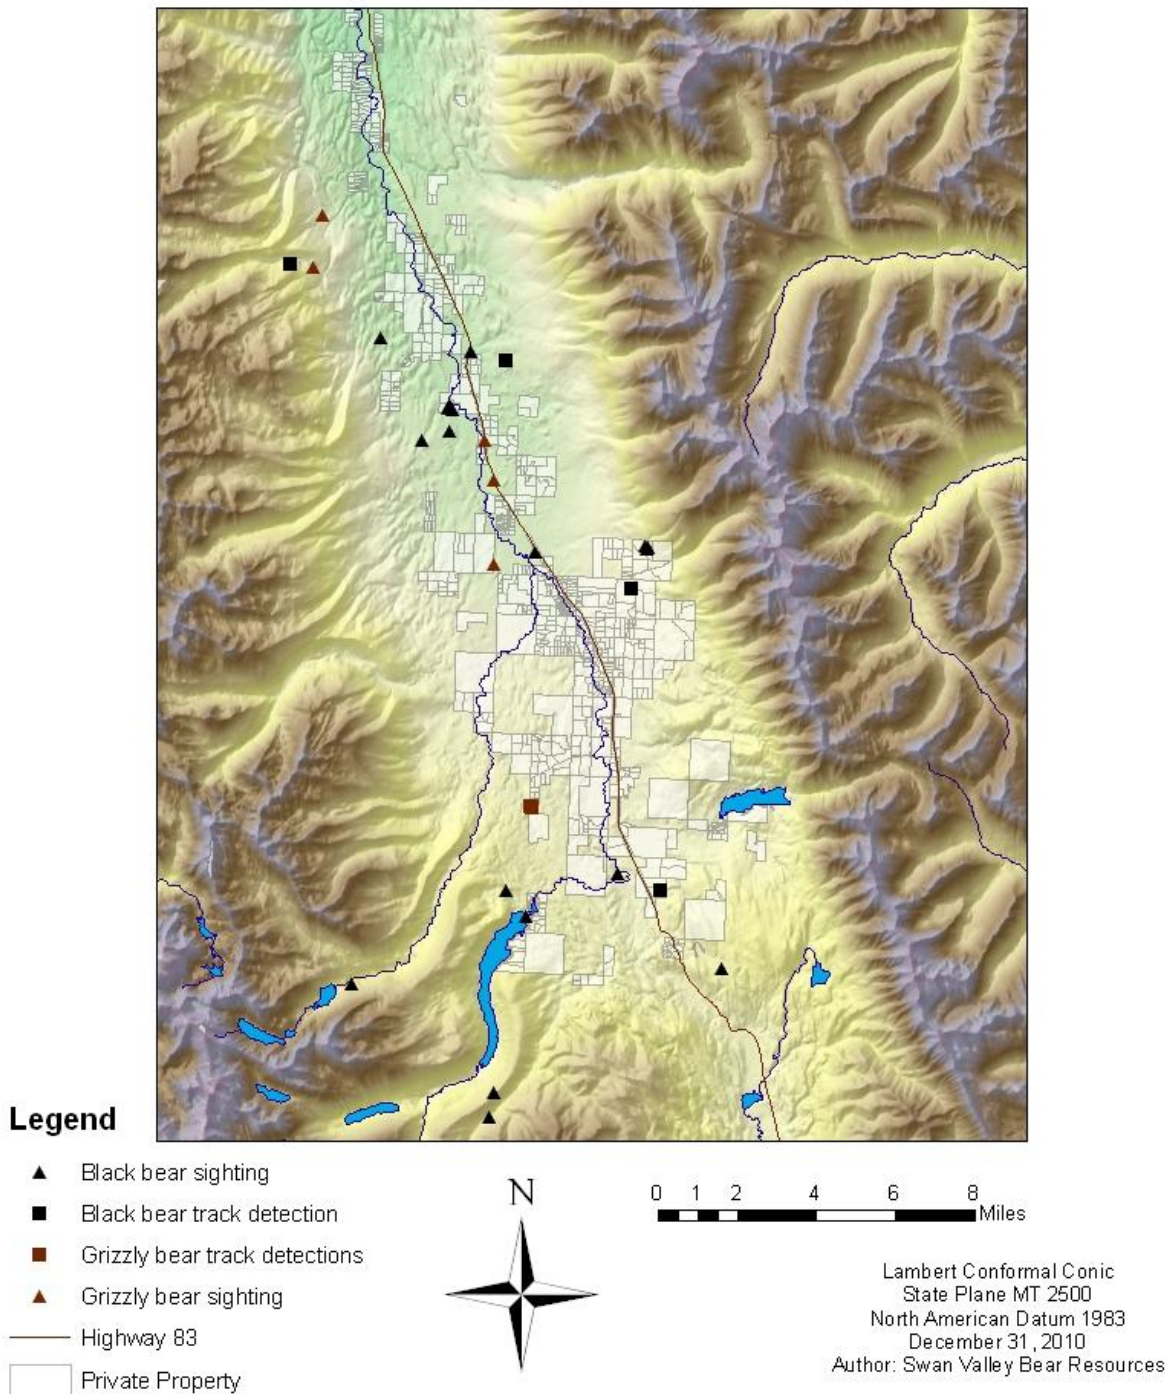 Legend
Black bear sighting
Black bear track detection
Grizzly bear track detections
Grizzly bear sighting
Highway 83
Private Property
N
0 1 2 4 6 8
Miles
Lambert Conformal Conic
State Plane MT 2500
North American Datum 1983
December 31, 2010
Author: Swan Valley Bear Resources